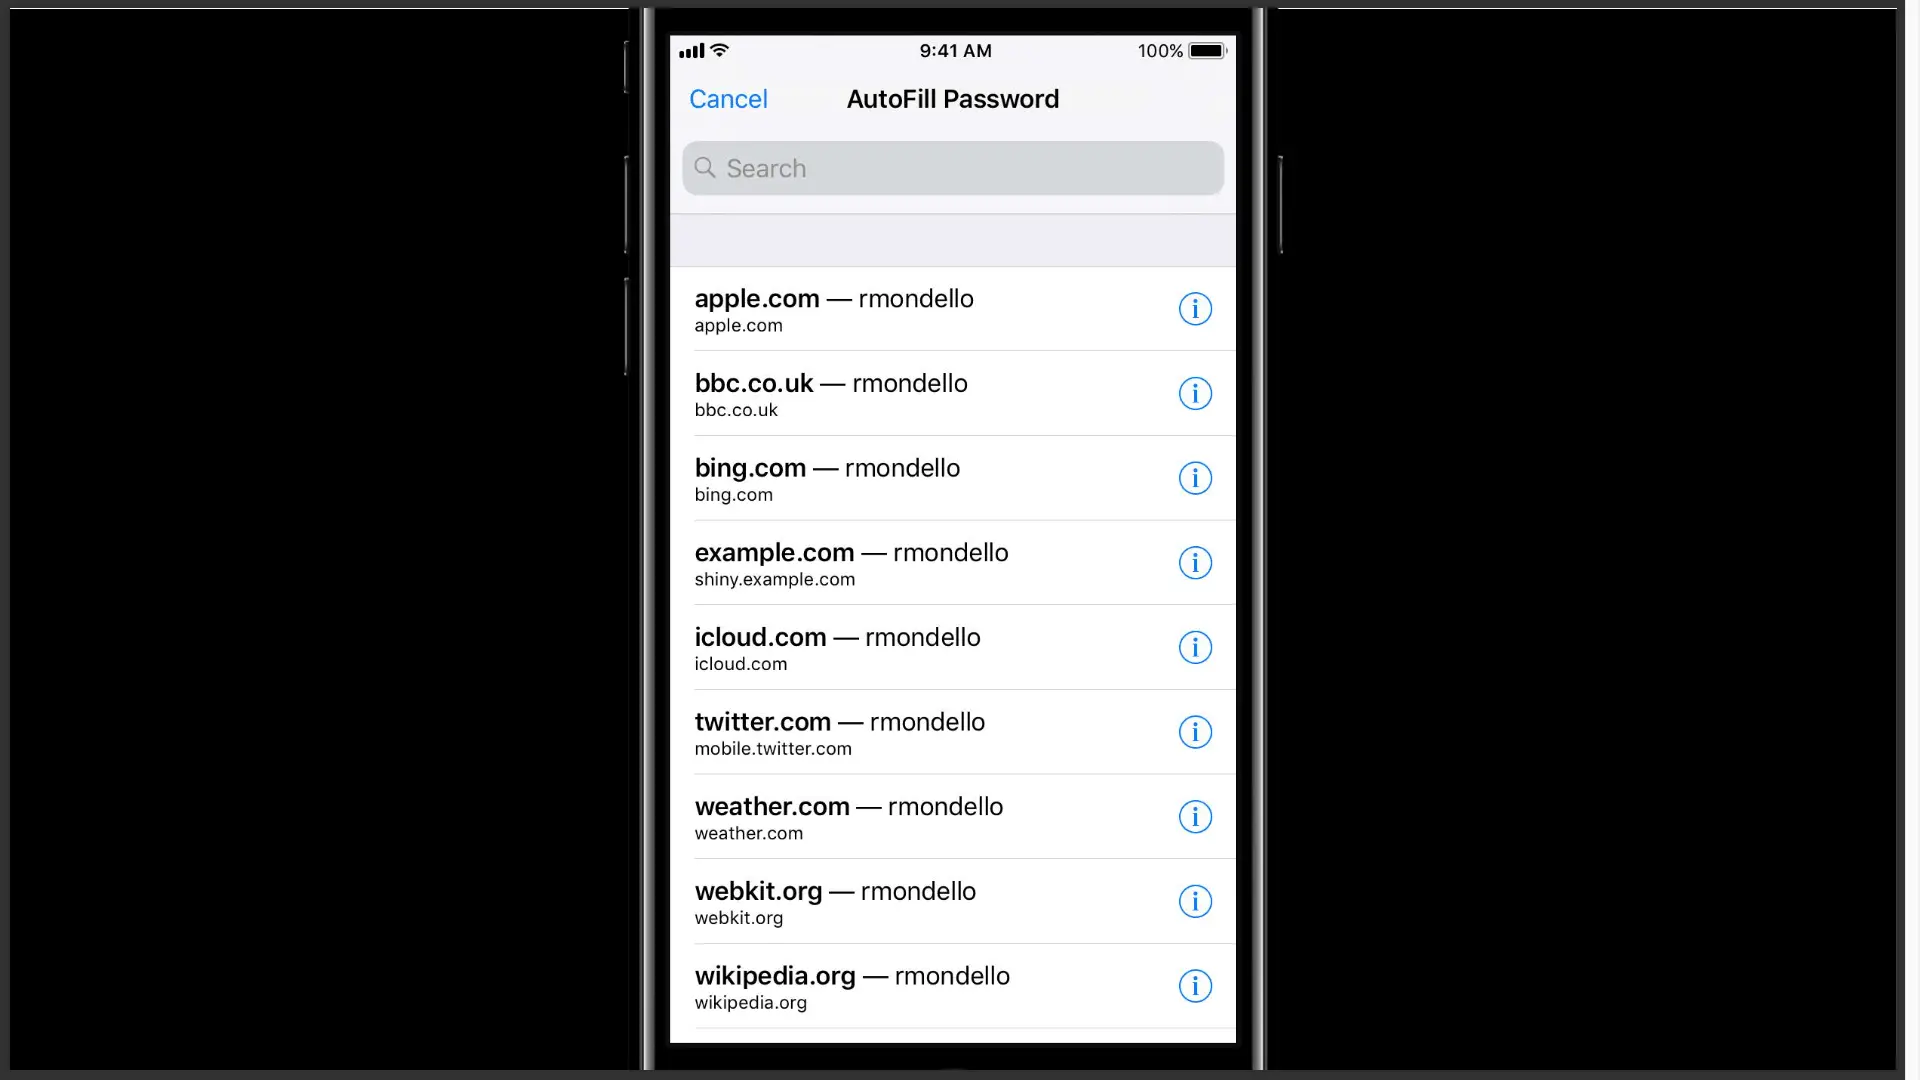 9:41 AM
100%
Cancel
AutoFill Password
Search
apple.com — rmondello
apple.com
bbc.co.uk — rmondello
bbc.co.uk
bing.com — rmondello
bing.com
example.com — rmondello
shiny.example.com
icloud.com — rmondello
icloud.com
twitter.com — rmondello
mobile.twitter.com
weather.com — rmondello
weather.com
webkit.org — rmondello
webkit.org
wikipedia.org — rmondello
wikipedia.org